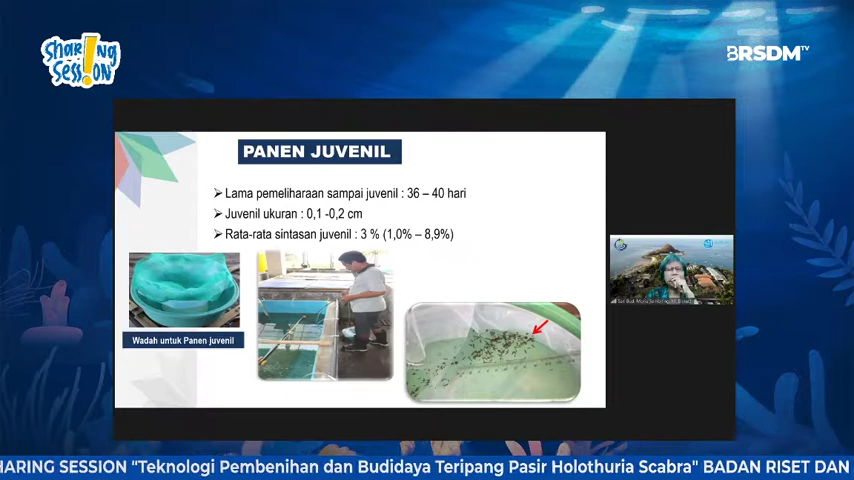 Sharing
Session
BRSDM TV
PANEN JUVENIL
➢ Lama pemeliharaan sampai juvenil : 36 – 40 hari
➢ Juvenil ukuran : 0,1 -0,2 cm
➢ Rata-rata sintasan juvenil : 3 % (1,0% – 8,9%)
Wadah untuk Panen juvenil
HARING SESSION "Teknologi Pembenihan dan Budidaya Teripang Pasir Holothuria Scabra" BADAN RISET DAN